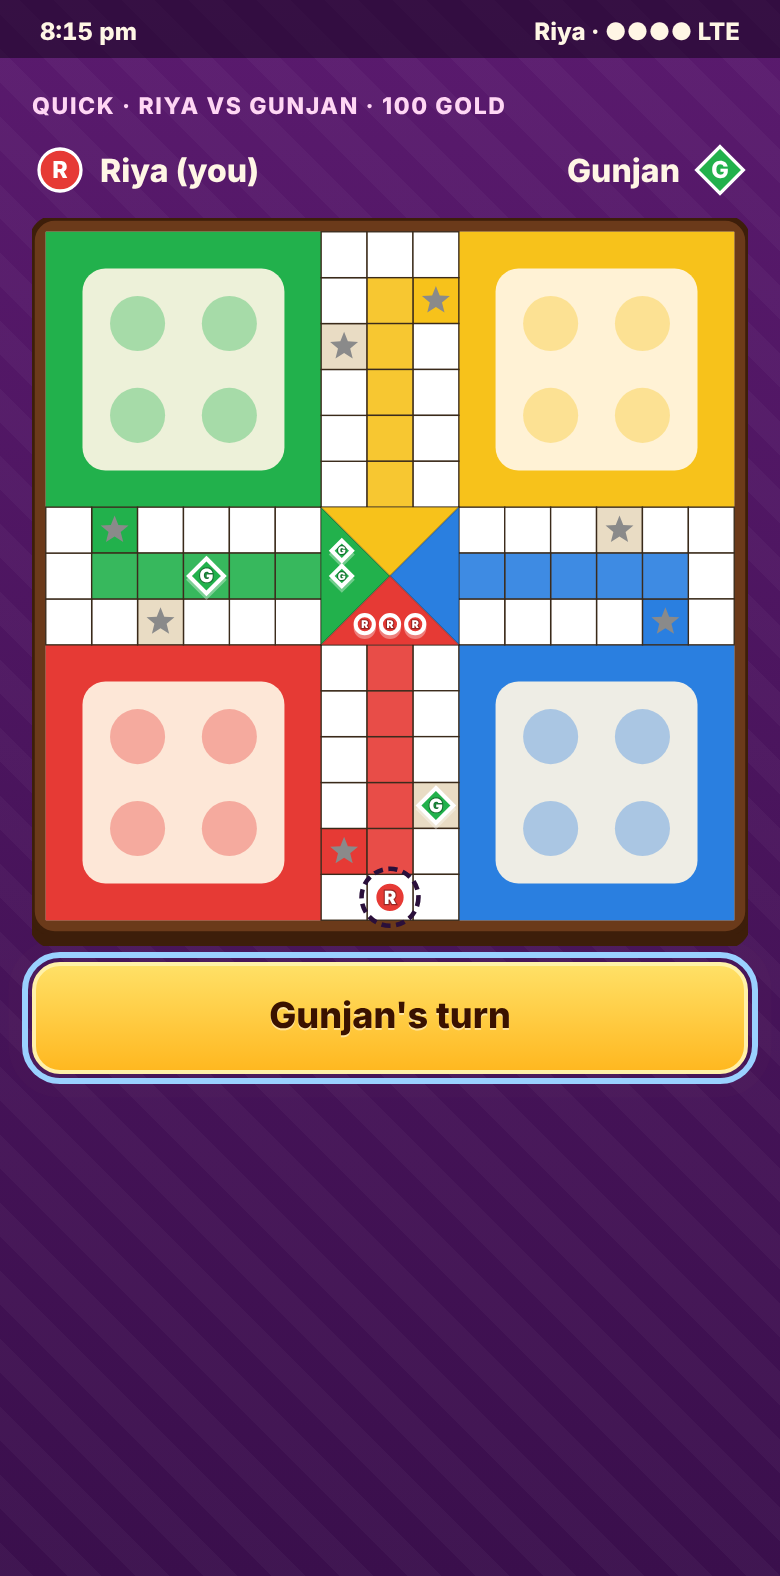 8:15 pm
Riya · ●●●● LTE
QUICK · RIYA VS GUNJAN · 100 GOLD
R Riya (you)
Gunjan G
G
G G
R R R
G
R
Gunjan's turn